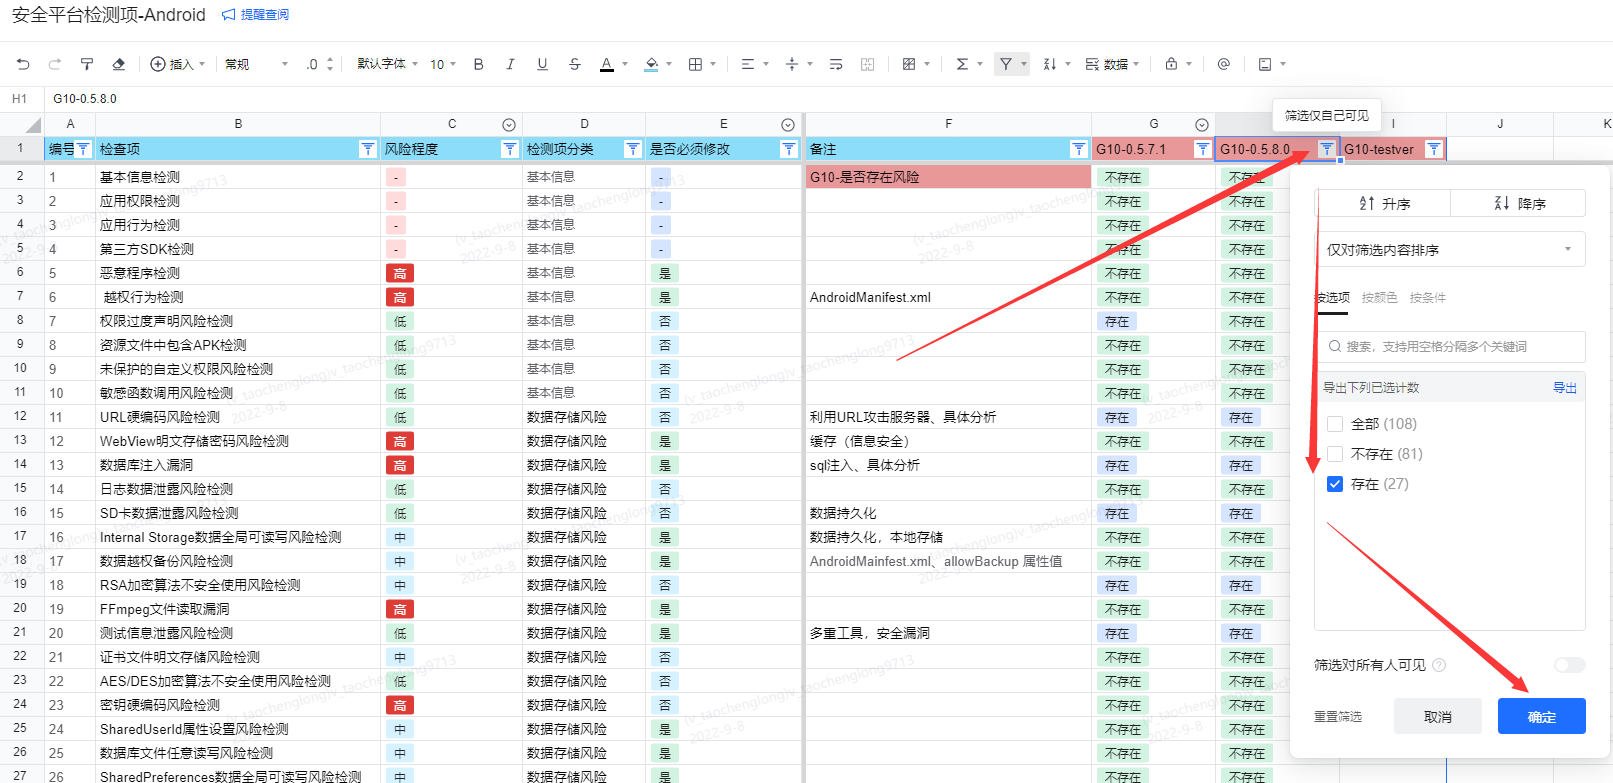 安全平台检测项-Android 提醒查阅
插入 常规 .0 默认字体 10 B I U S A 数据
H1 G10-0.5.8.0
筛选仅自己可见
A B C D E F G I J K
1 编号 检查项 风险程度 检测项分类 是否必须修改 备注 G10-0.5.7.1 G10-0.5.8.0 G10-testver
2 1 基本信息检测 - 基本信息 - G10-是否存在风险 不存在 不存在
3 2 应用权限检测 - 基本信息 - 不存在 不存在
4 3 应用行为检测 - 基本信息 - 不存在 不存在
5 4 第三方SDK检测 - 基本信息 - 不存在 不存在
6 5 恶意程序检测 高 基本信息 是 不存在 不存在
7 6 越权行为检测 高 基本信息 是 AndroidManifest.xml 不存在 不存在
8 7 权限过度声明风险检测 低 基本信息 否 存在 不存在
9 8 资源文件中包含APK检测 低 基本信息 否 不存在 不存在
10 9 未保护的自定义权限风险检测 低 基本信息 否 不存在 不存在
11 10 敏感函数调用风险检测 低 基本信息 否 不存在 不存在
12 11 URL硬编码风险检测 低 数据存储风险 否 利用URL攻击服务器、具体分析 存在 存在
13 12 WebView明文存储密码风险检测 高 数据存储风险 是 缓存（信息安全） 不存在 不存在
14 13 数据库注入漏洞 高 数据存储风险 是 sql注入、具体分析 存在 存在
15 14 日志数据泄露风险检测 低 数据存储风险 否 不存在 不存在
16 15 SD卡数据泄露风险检测 低 数据存储风险 否 数据持久化 存在 存在
17 16 Internal Storage数据全局可读写风险检测 中 数据存储风险 是 数据持久化，本地存储 不存在 不存在
18 17 数据越权备份风险检测 中 数据存储风险 是 AndroidMainfest.xml、allowBackup 属性值 不存在 不存在
19 18 RSA加密算法不安全使用风险检测 中 数据存储风险 否 存在 存在
20 19 FFmpeg文件读取漏洞 高 数据存储风险 是 不存在 不存在
21 20 测试信息泄露风险检测 低 数据存储风险 是 多重工具，安全漏洞 存在 存在
22 21 证书文件明文存储风险检测 中 数据存储风险 否 不存在 不存在
23 22 AES/DES加密算法不安全使用风险检测 低 数据存储风险 否 不存在 不存在
24 23 密钥硬编码风险检测 高 数据存储风险 否 不存在 不存在
25 24 SharedUserId属性设置风险检测 中 数据存储风险 是 不存在 不存在
26 25 数据库文件任意读写风险检测 中 数据存储风险 是 不存在 不存在
27 26 SharedPreferences数据全局可读写风险检测 中 数据存储风险 是 不存在 不存在
升序 降序
仅对筛选内容排序
按选项 按颜色 按条件
搜索，支持用空格分隔多个关键词
导出下列已选计数 导出
全部 (108)
不存在 (81)
存在 (27)
筛选对所有人可见
重置筛选 取消 确定